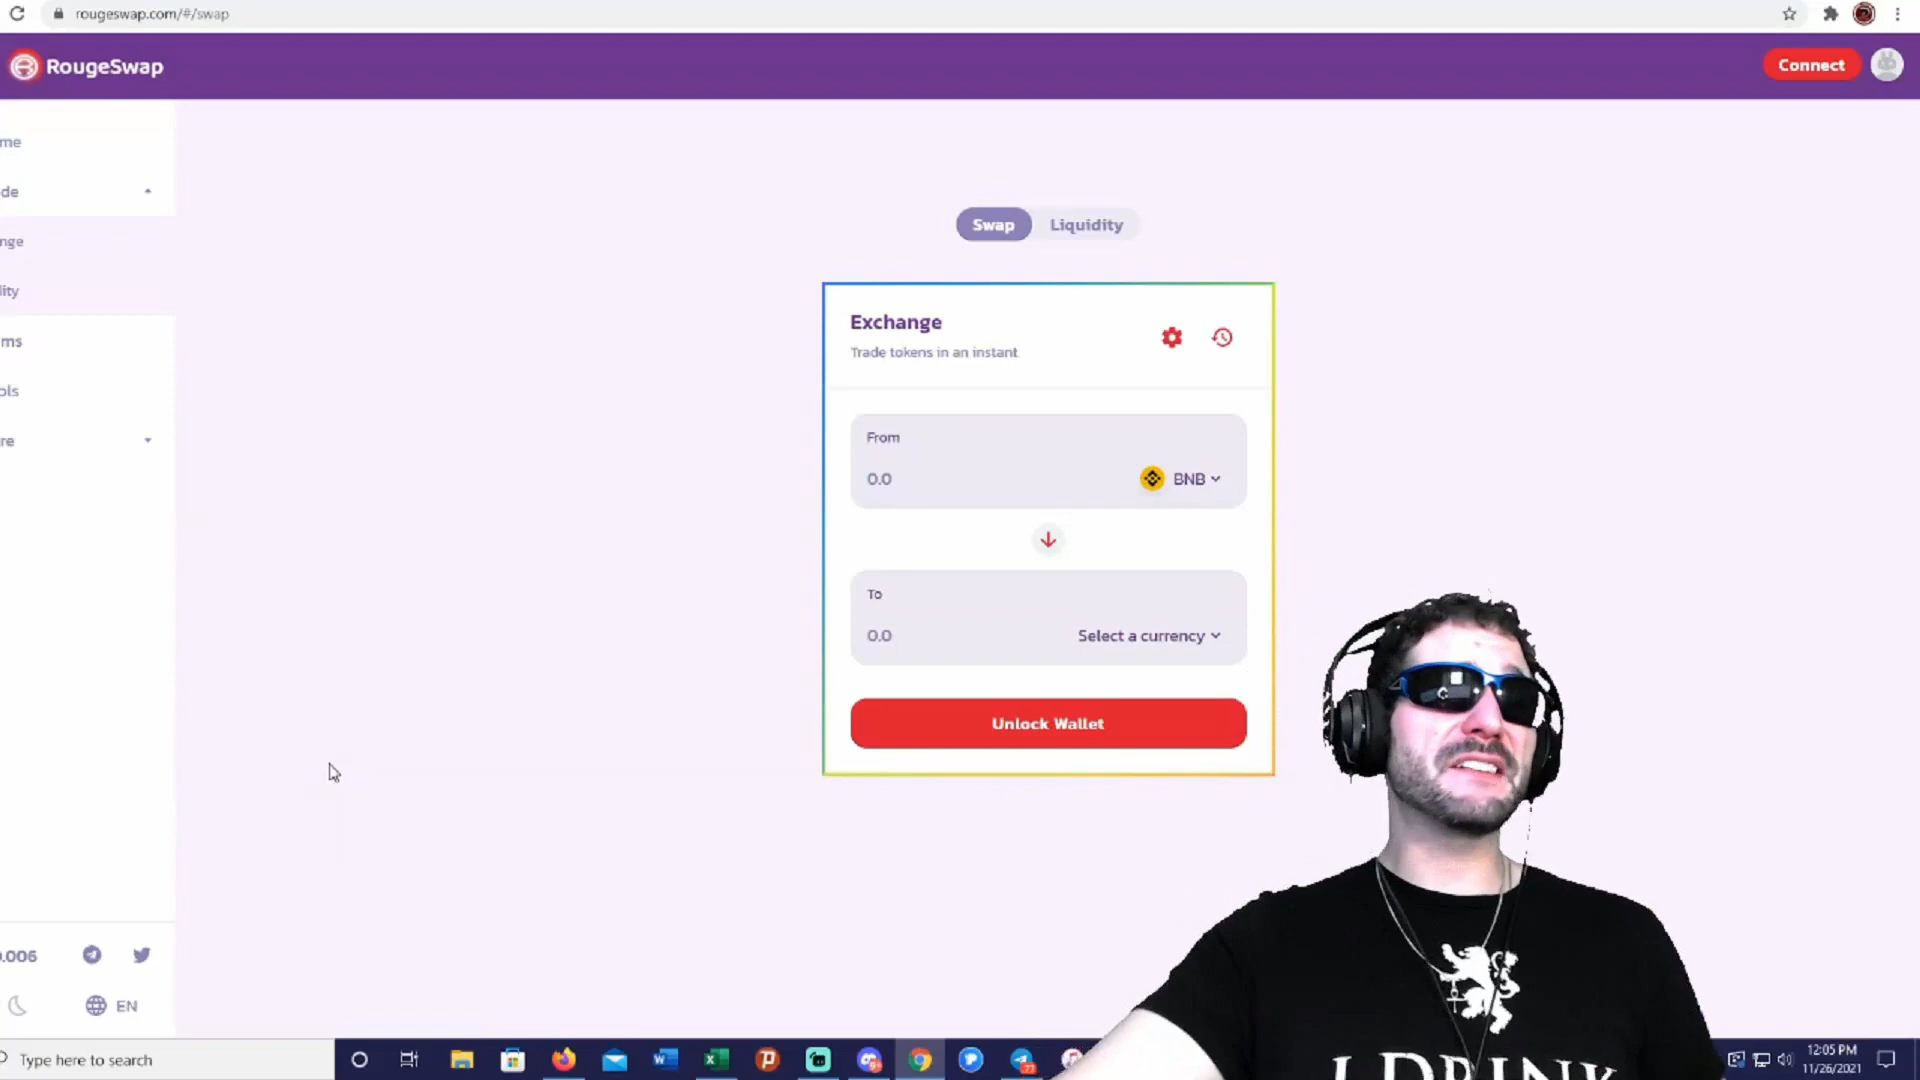 rougeswap.com/#/swap
RougeSwap
Connect
me
de
nge
lity
ms
ols
re
Swap
Liquidity
Exchange
Trade tokens in an instant
From
0.0
BNB
To
0.0
Select a currency
Unlock Wallet
.006
EN
Type here to search
12:05 PM
11/26/2021
I DRINK